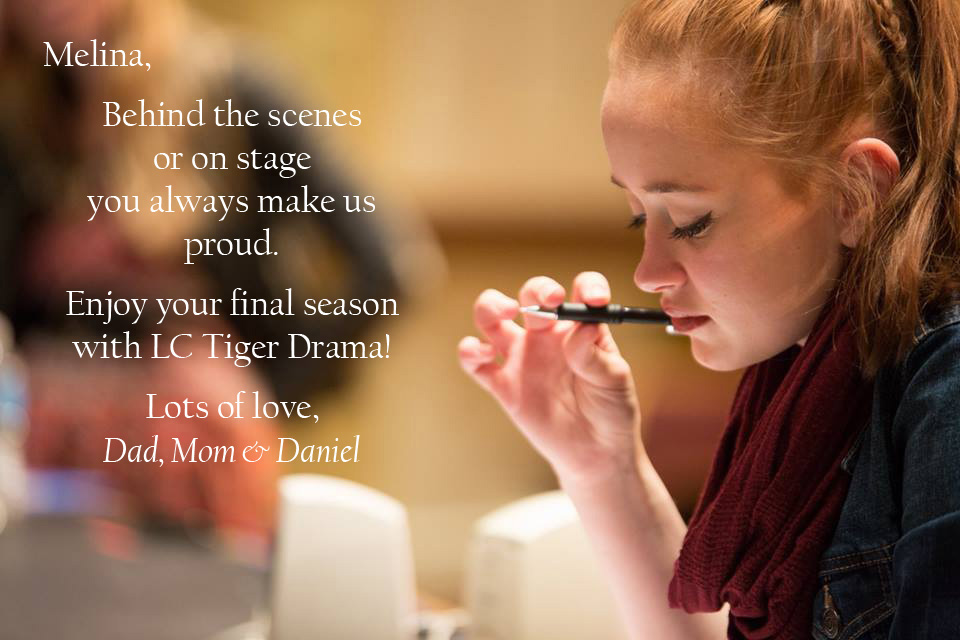 Melina,
Behind the scenes
or on stage
you always make us
proud.
Enjoy your final season
with LC Tiger Drama!
Lots of love,
Dad, Mom & Daniel